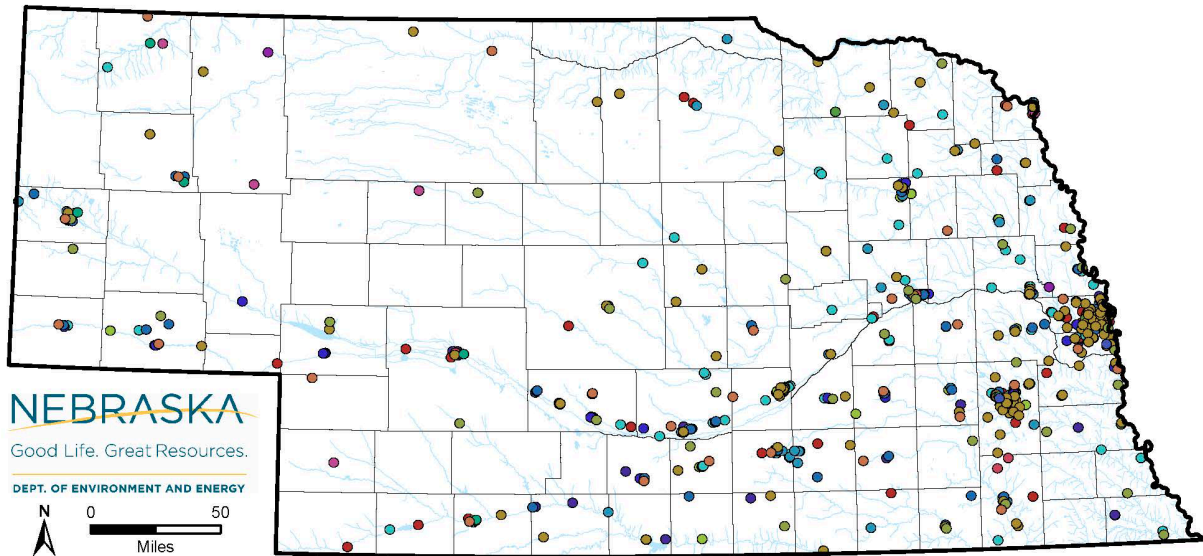 NEBRASKA
Good Life. Great Resources.
DEPT. OF ENVIRONMENT AND ENERGY
N
0 50
Miles